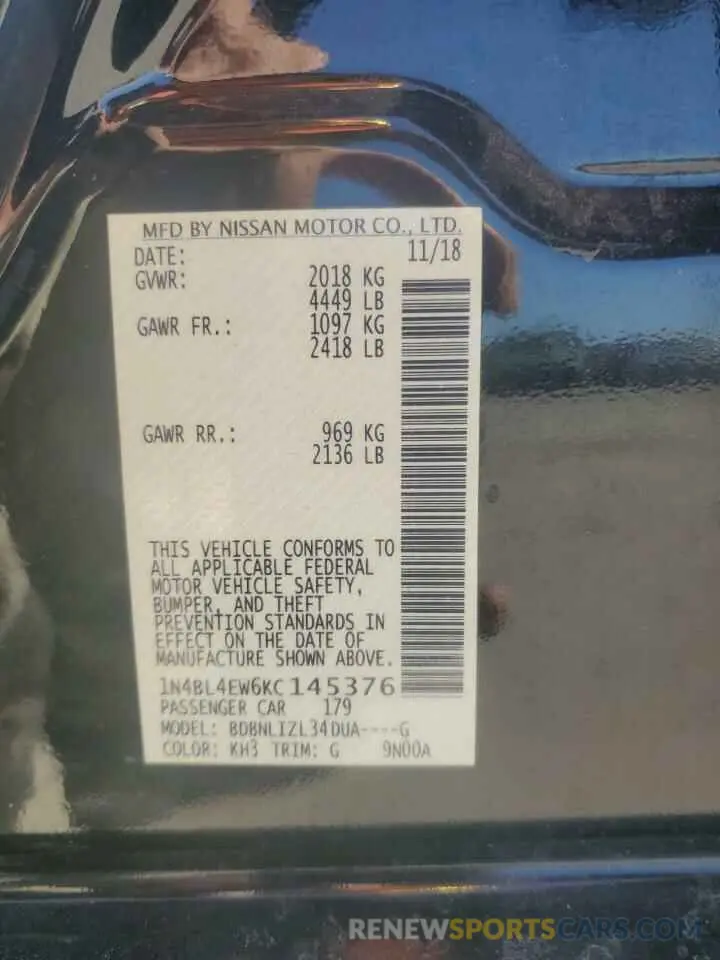 MFD BY NISSAN MOTOR CO., LTD.
DATE: 11/18
GVWR: 2018 KG
4449 LB
GAWR FR.: 1097 KG
2418 LB
GAWR RR.: 969 KG
2136 LB
THIS VEHICLE CONFORMS TO
ALL APPLICABLE FEDERAL
MOTOR VEHICLE SAFETY,
BUMPER, AND THEFT
PREVENTION STANDARDS IN
EFFECT ON THE DATE OF
MANUFACTURE SHOWN ABOVE.
1N4BL4EW6KC145376
PASSENGER CAR 179
MODEL: BDBNLIZL34DUA----G
COLOR: KH3 TRIM: G 9N00A
RENEWSPORTSCARS.COM